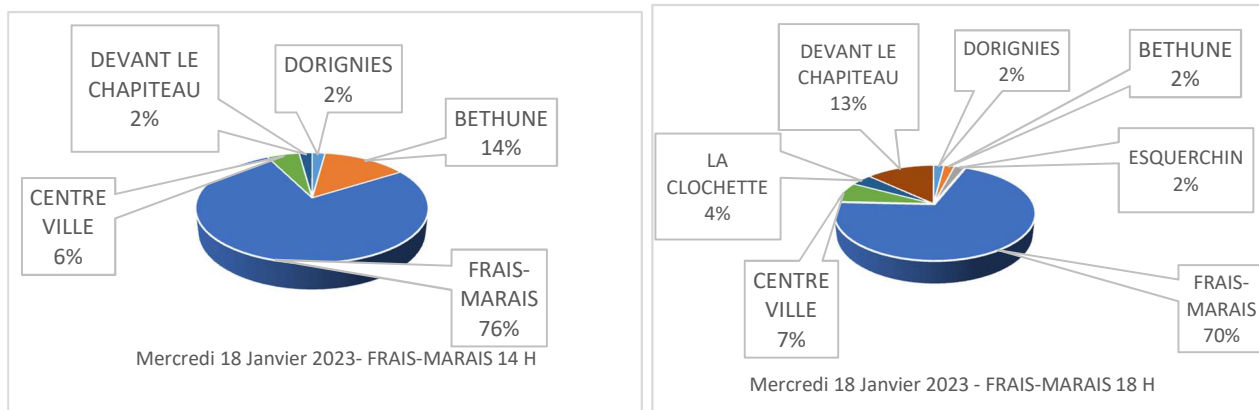 DEVANT LE
CHAPITEAU
2%
DORIGNIES
2%
BETHUNE
14%
CENTRE
VILLE
6%
FRAIS-
MARAIS
76%
Mercredi 18 Janvier 2023- FRAIS-MARAIS 14 H
DEVANT LE
CHAPITEAU
13%
DORIGNIES
2%
BETHUNE
2%
LA
CLOCHETTE
4%
ESQUERCHIN
2%
CENTRE
VILLE
7%
FRAIS-
MARAIS
70%
Mercredi 18 Janvier 2023 - FRAIS-MARAIS 18 H